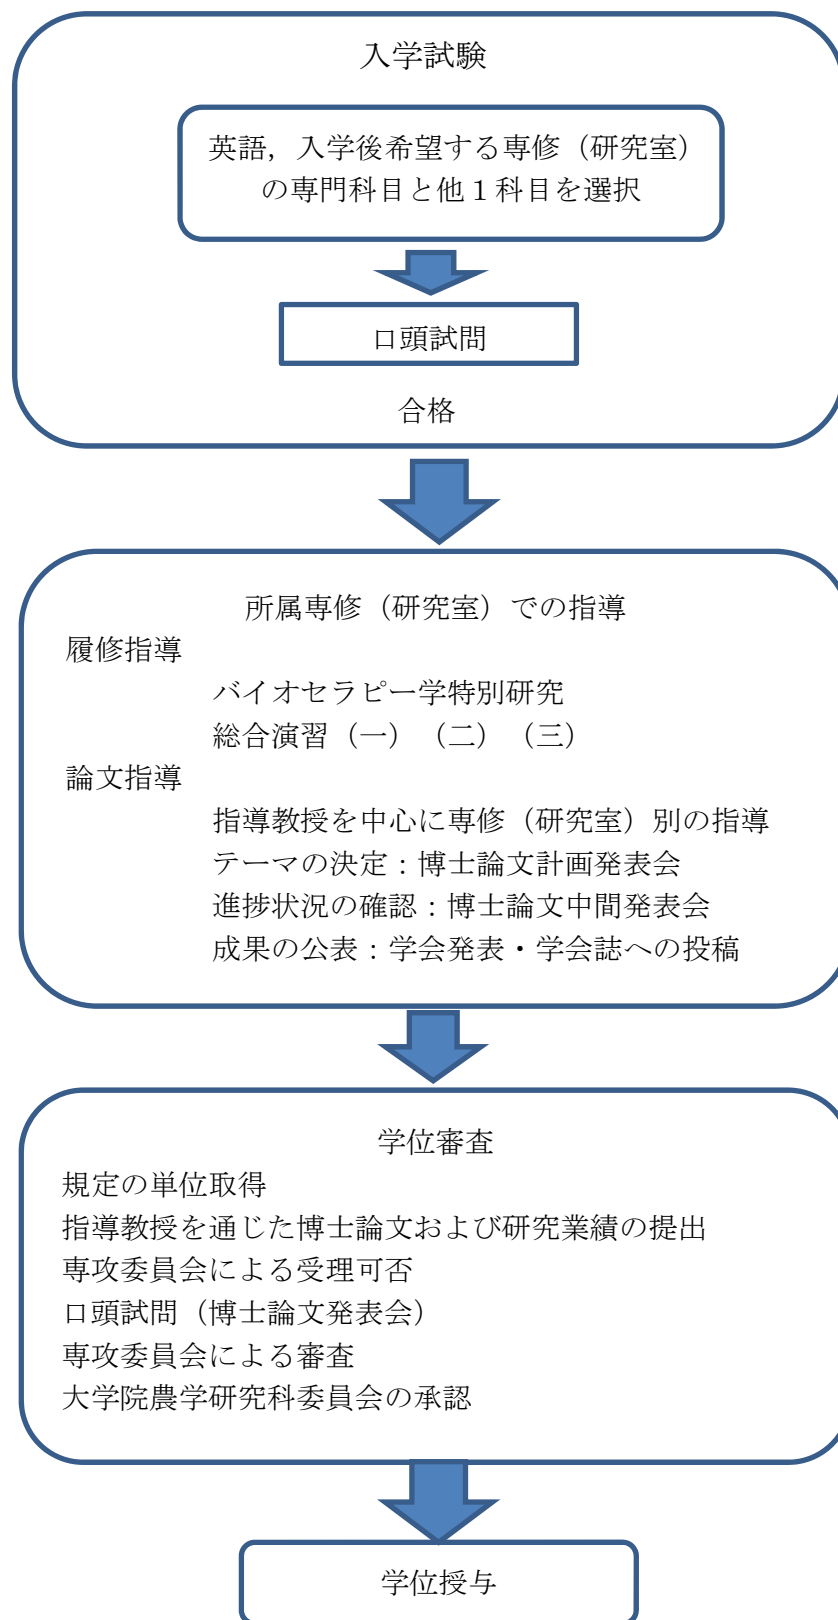 入学試験
英語，入学後希望する専修（研究室）
の専門科目と他１科目を選択
口頭試問
合格
所属専修（研究室）での指導
履修指導
バイオセラピー学特別研究
総合演習（一）（二）（三）
論文指導
指導教授を中心に専修（研究室）別の指導
テーマの決定：博士論文計画発表会
進捗状況の確認：博士論文中間発表会
成果の公表：学会発表・学会誌への投稿
学位審査
規定の単位取得
指導教授を通じた博士論文および研究業績の提出
専攻委員会による受理可否
口頭試問（博士論文発表会）
専攻委員会による審査
大学院農学研究科委員会の承認
学位授与